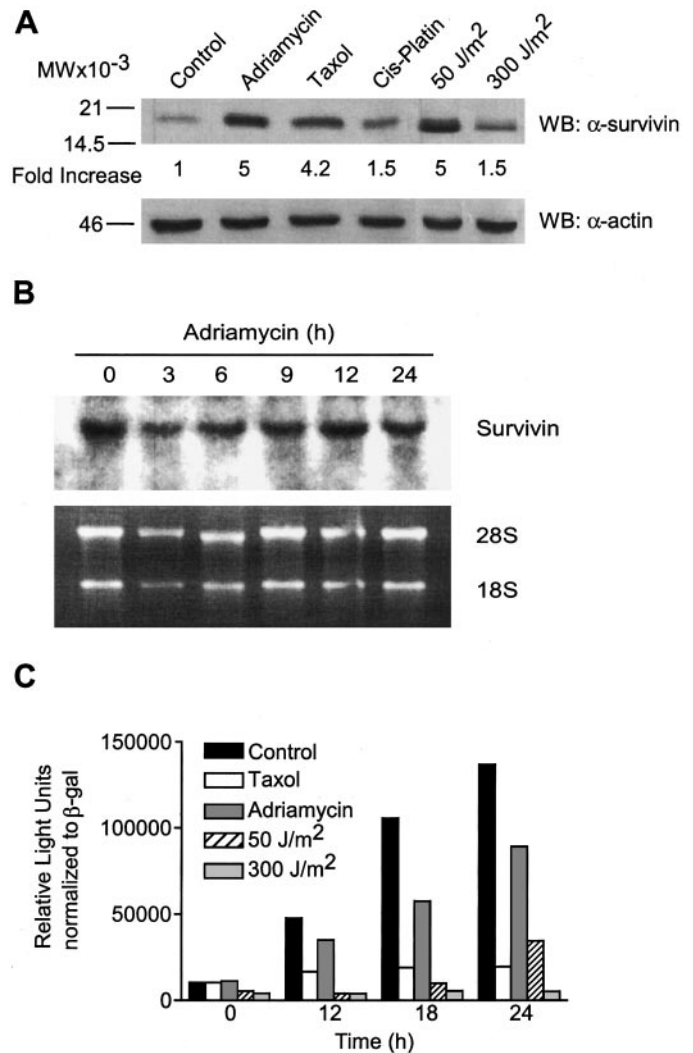 A
MWx10-3
Control
Adriamycin
Taxol
Cis-Platin
50 J/m2
300 J/m2
21
14.5
WB: α-survivin
Fold Increase 1 5 4.2 1.5 5 1.5
46
WB: α-actin
B
Adriamycin (h)
0 3 6 9 12 24
Survivin
28S
18S
C
Relative Light Units
normalized to β-gal
150000
100000
50000
0
Control
Taxol
Adriamycin
50 J/m2
300 J/m2
0 12 18 24
Time (h)